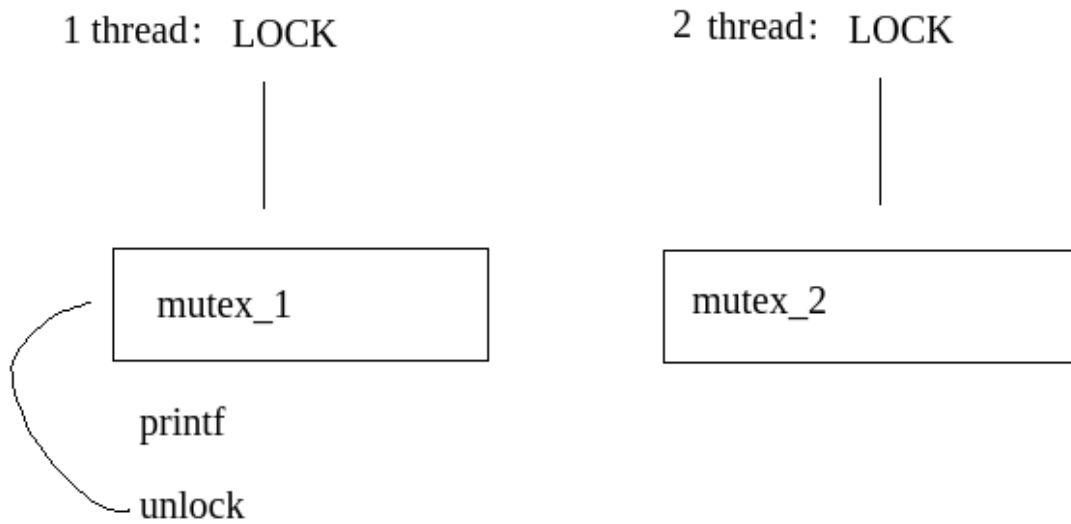 1 thread: LOCK
2 thread: LOCK
mutex_1
mutex_2
printf
unlock